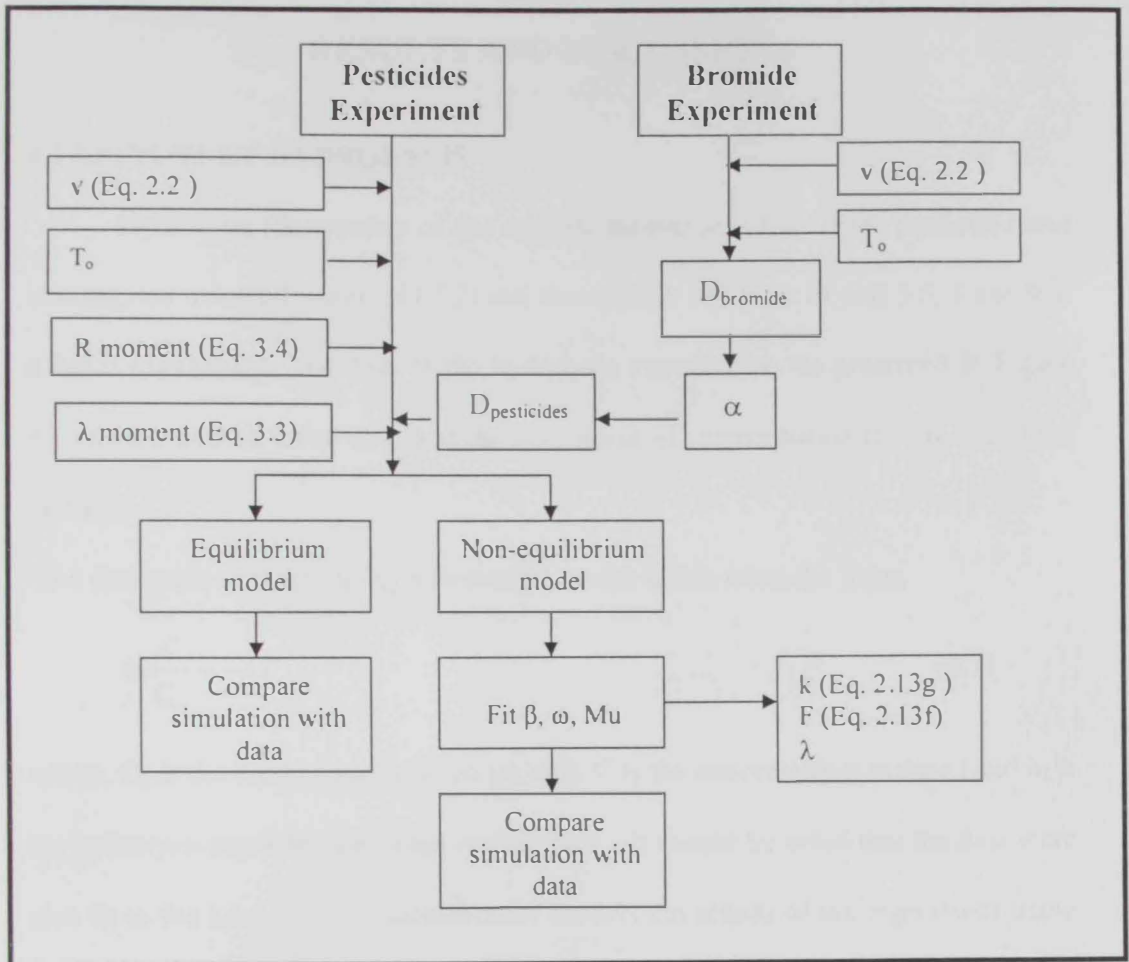 Pesticides
Experiment
Bromide
Experiment
v (Eq. 2.2 )
v (Eq. 2.2)
Tₒ
Tₒ
D_bromide
R moment (Eq. 3.4)
D_pesticides
α
λ moment (Eq. 3.3)
Equilibrium
model
Non-equilibrium
model
Compare
simulation with
data
Fit β, ω, Mu
k (Eq. 2.13g )
F (Eq. 2.13f)
λ
Compare
simulation with
data